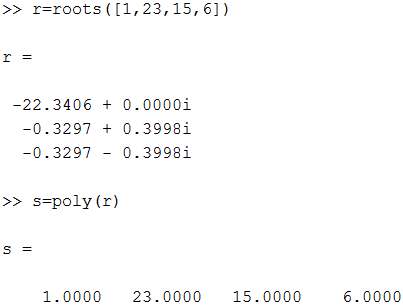 >> r=roots([1,23,15,6])
r =
-22.3406 + 0.0000i
-0.3297 + 0.3998i
-0.3297 - 0.3998i
>> s=poly(r)
s =
1.0000 23.0000 15.0000 6.0000